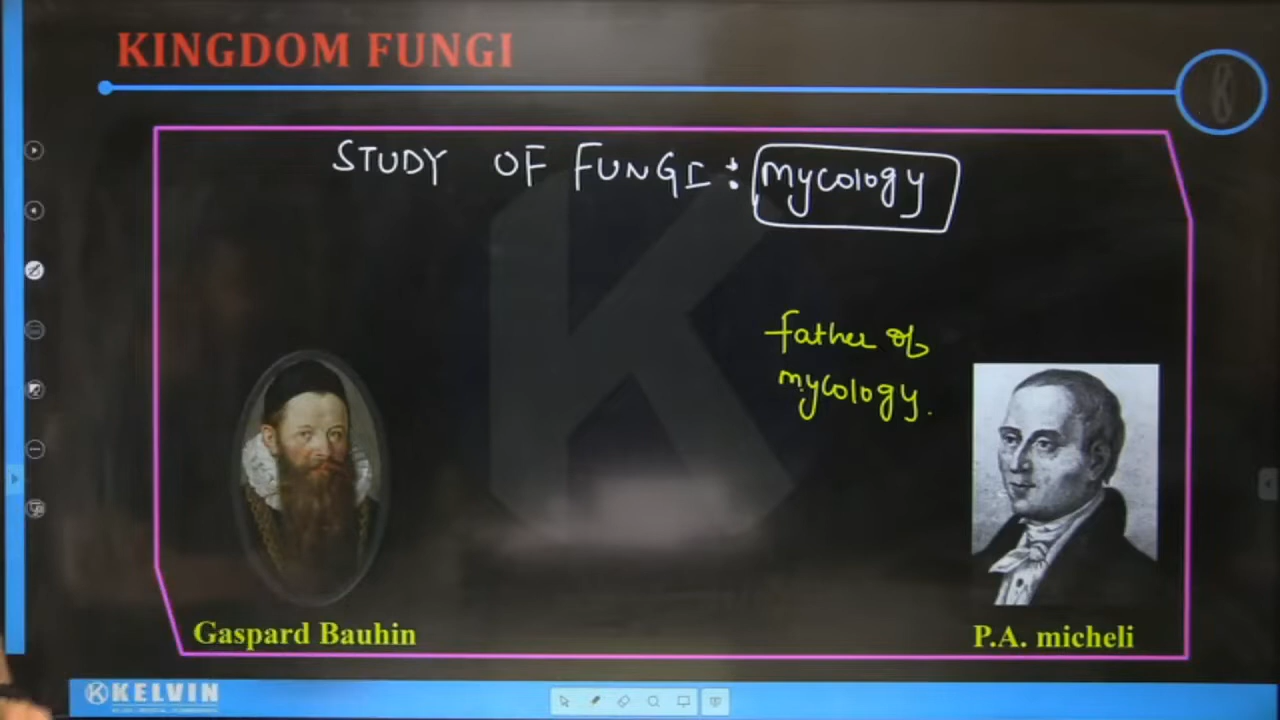 KINGDOM FUNGI
STUDY OF FUNGI : mycology
father of
mycology.
Gaspard Bauhin
P.A. micheli
KELVIN